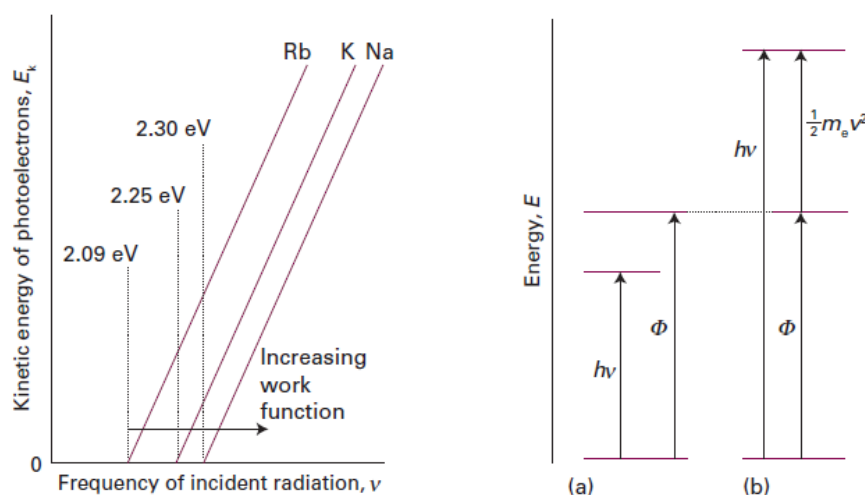 Kinetic energy of photoelectrons, Eₖ
Rb K Na
2.30 eV
2.25 eV
2.09 eV
Increasing
work
function
0
Frequency of incident radiation, ν
Energy, E
hν
Φ
(a)
hν
½mₑv²
Φ
(b)